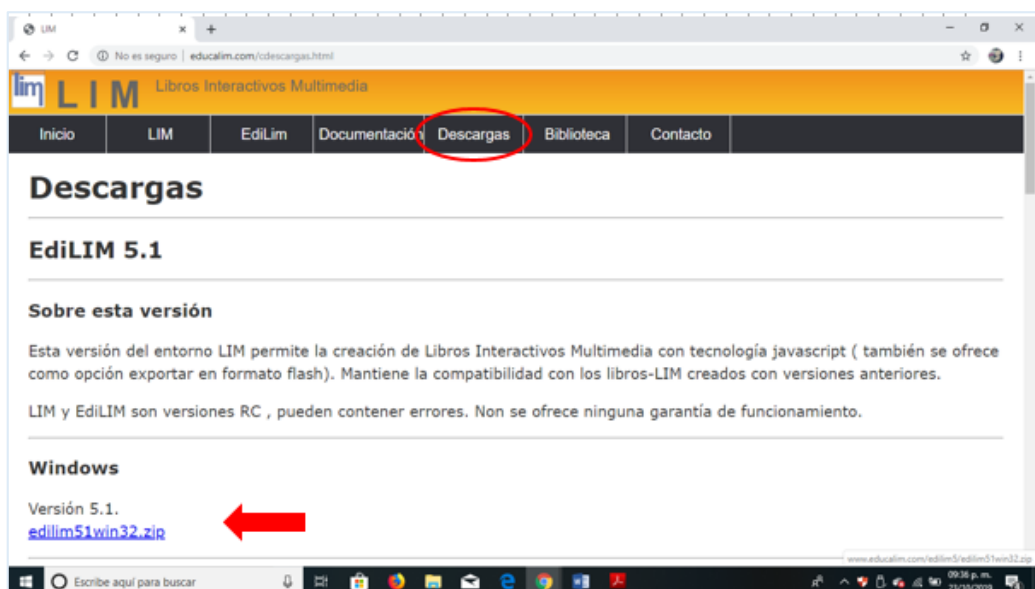 LIM
No es seguro | educalim.com/cdescargas.html
lim LIM Libros Interactivos Multimedia
Inicio LIM EdiLim Documentación Descargas Biblioteca Contacto
Descargas
EdiLIM 5.1
Sobre esta versión
Esta versión del entorno LIM permite la creación de Libros Interactivos Multimedia con tecnología javascript ( también se ofrece
como opción exportar en formato flash). Mantiene la compatibilidad con los libros-LIM creados con versiones anteriores.
LIM y EdiLIM son versiones RC , pueden contener errores. Non se ofrece ninguna garantía de funcionamiento.
Windows
Versión 5.1.
edilim51win32.zip
www.educalim.com/edilim5/edilim51win32.zip
Escribe aquí para buscar
09:36 p. m.